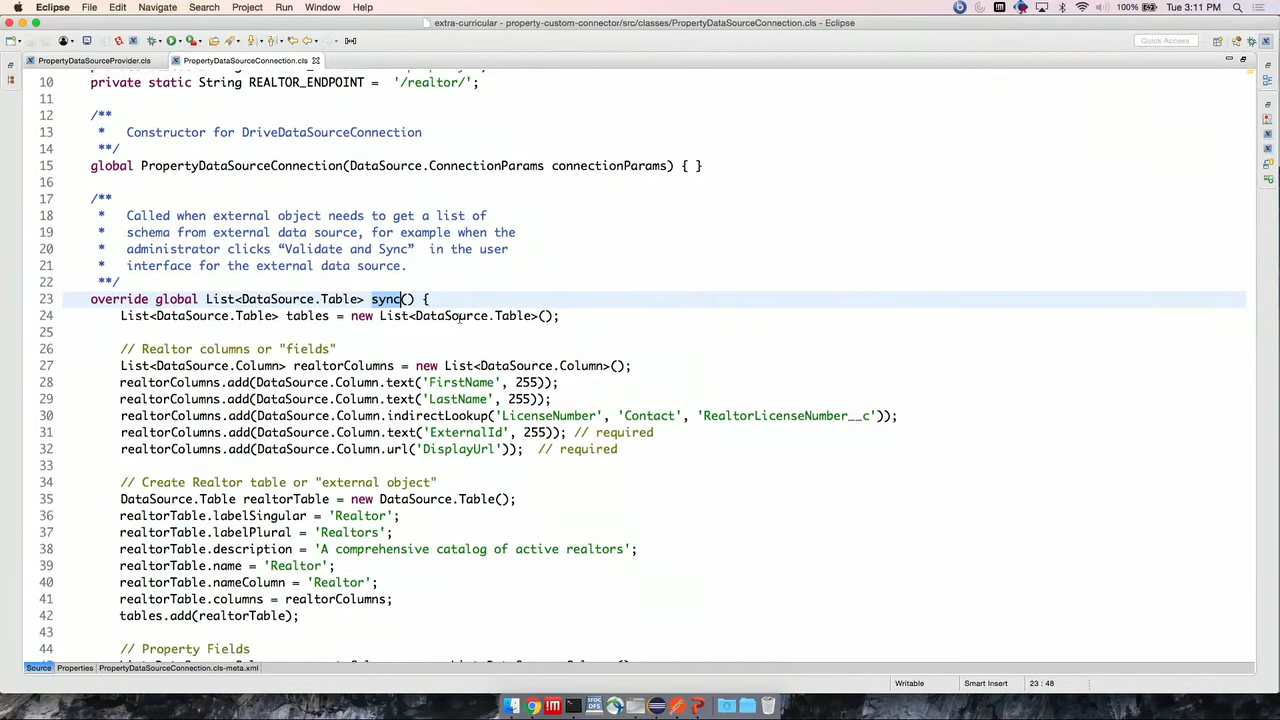 Eclipse File Edit Navigate Search Project Run Window Help 100% Tue 3:11 PM
extra-curricular - property-custom-connector/src/classes/PropertyDataSourceConnection.cls - Eclipse
Quick Access
PropertyDataSourceProvider.cls PropertyDataSourceConnection.cls
10 private static String REALTOR_ENDPOINT = '/realtor/';
11
12 /**
13 * Constructor for DriveDataSourceConnection
14 **/
15 global PropertyDataSourceConnection(DataSource.ConnectionParams connectionParams) { }
16
17 /**
18 * Called when external object needs to get a list of
19 * schema from external data source, for example when the
20 * administrator clicks “Validate and Sync” in the user
21 * interface for the external data source.
22 **/
23 override global List<DataSource.Table> sync() {
24 List<DataSource.Table> tables = new List<DataSource.Table>();
25
26 // Realtor columns or "fields"
27 List<DataSource.Column> realtorColumns = new List<DataSource.Column>();
28 realtorColumns.add(DataSource.Column.text('FirstName', 255));
29 realtorColumns.add(DataSource.Column.text('LastName', 255));
30 realtorColumns.add(DataSource.Column.indirectLookup('LicenseNumber', 'Contact', 'RealtorLicenseNumber__c'));
31 realtorColumns.add(DataSource.Column.text('ExternalId', 255)); // required
32 realtorColumns.add(DataSource.Column.url('DisplayUrl')); // required
33
34 // Create Realtor table or "external object"
35 DataSource.Table realtorTable = new DataSource.Table();
36 realtorTable.labelSingular = 'Realtor';
37 realtorTable.labelPlural = 'Realtors';
38 realtorTable.description = 'A comprehensive catalog of active realtors';
39 realtorTable.name = 'Realtor';
40 realtorTable.nameColumn = 'Realtor';
41 realtorTable.columns = realtorColumns;
42 tables.add(realtorTable);
43
44 // Property Fields
Source Properties PropertyDataSourceConnection.cls-meta.xml
Writable Smart Insert 23 : 48